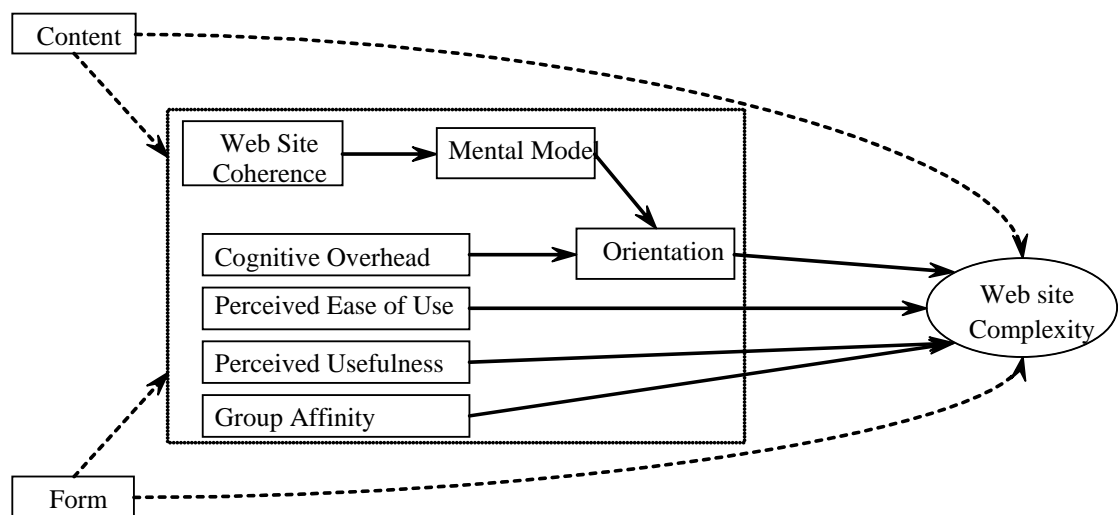 Content
Web Site
Coherence
Mental Model
Cognitive Overhead
Orientation
Perceived Ease of Use
Web site
Complexity
Perceived Usefulness
Group Affinity
Form